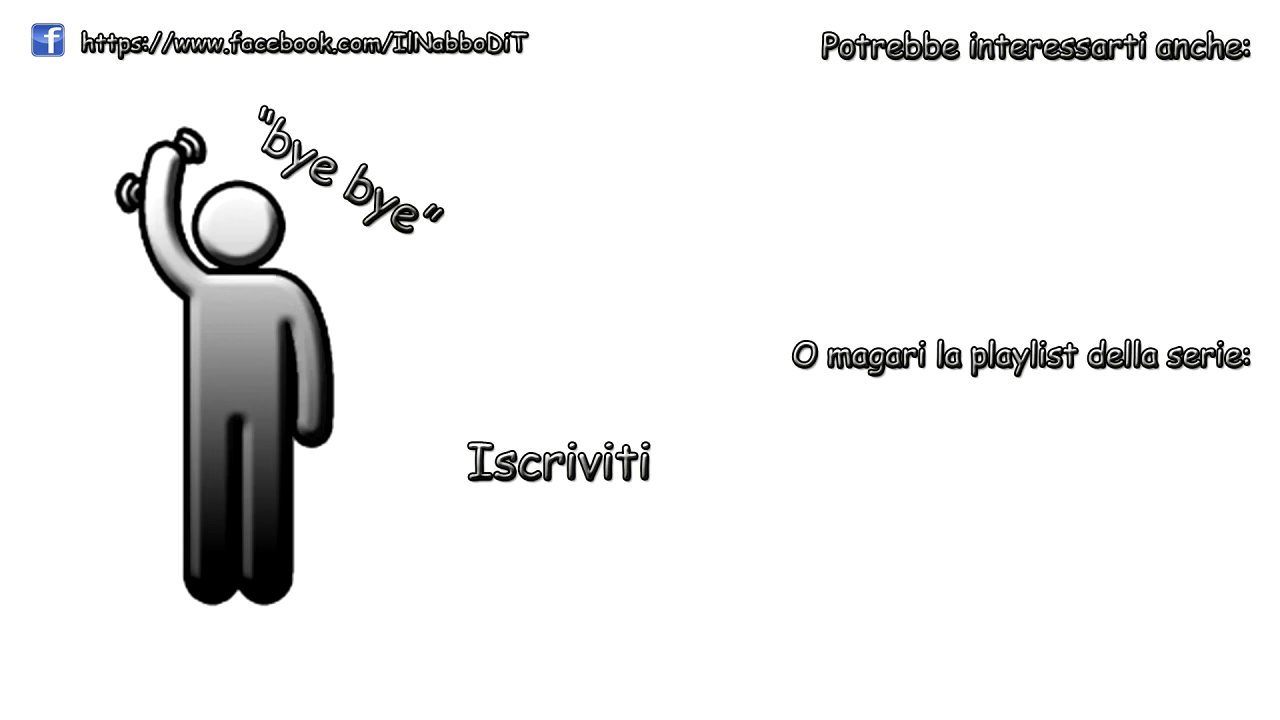 https://www.facebook.com/IlNabboDiT
Potrebbe interessarti anche:
"bye bye"
O magari la playlist della serie:
Iscriviti